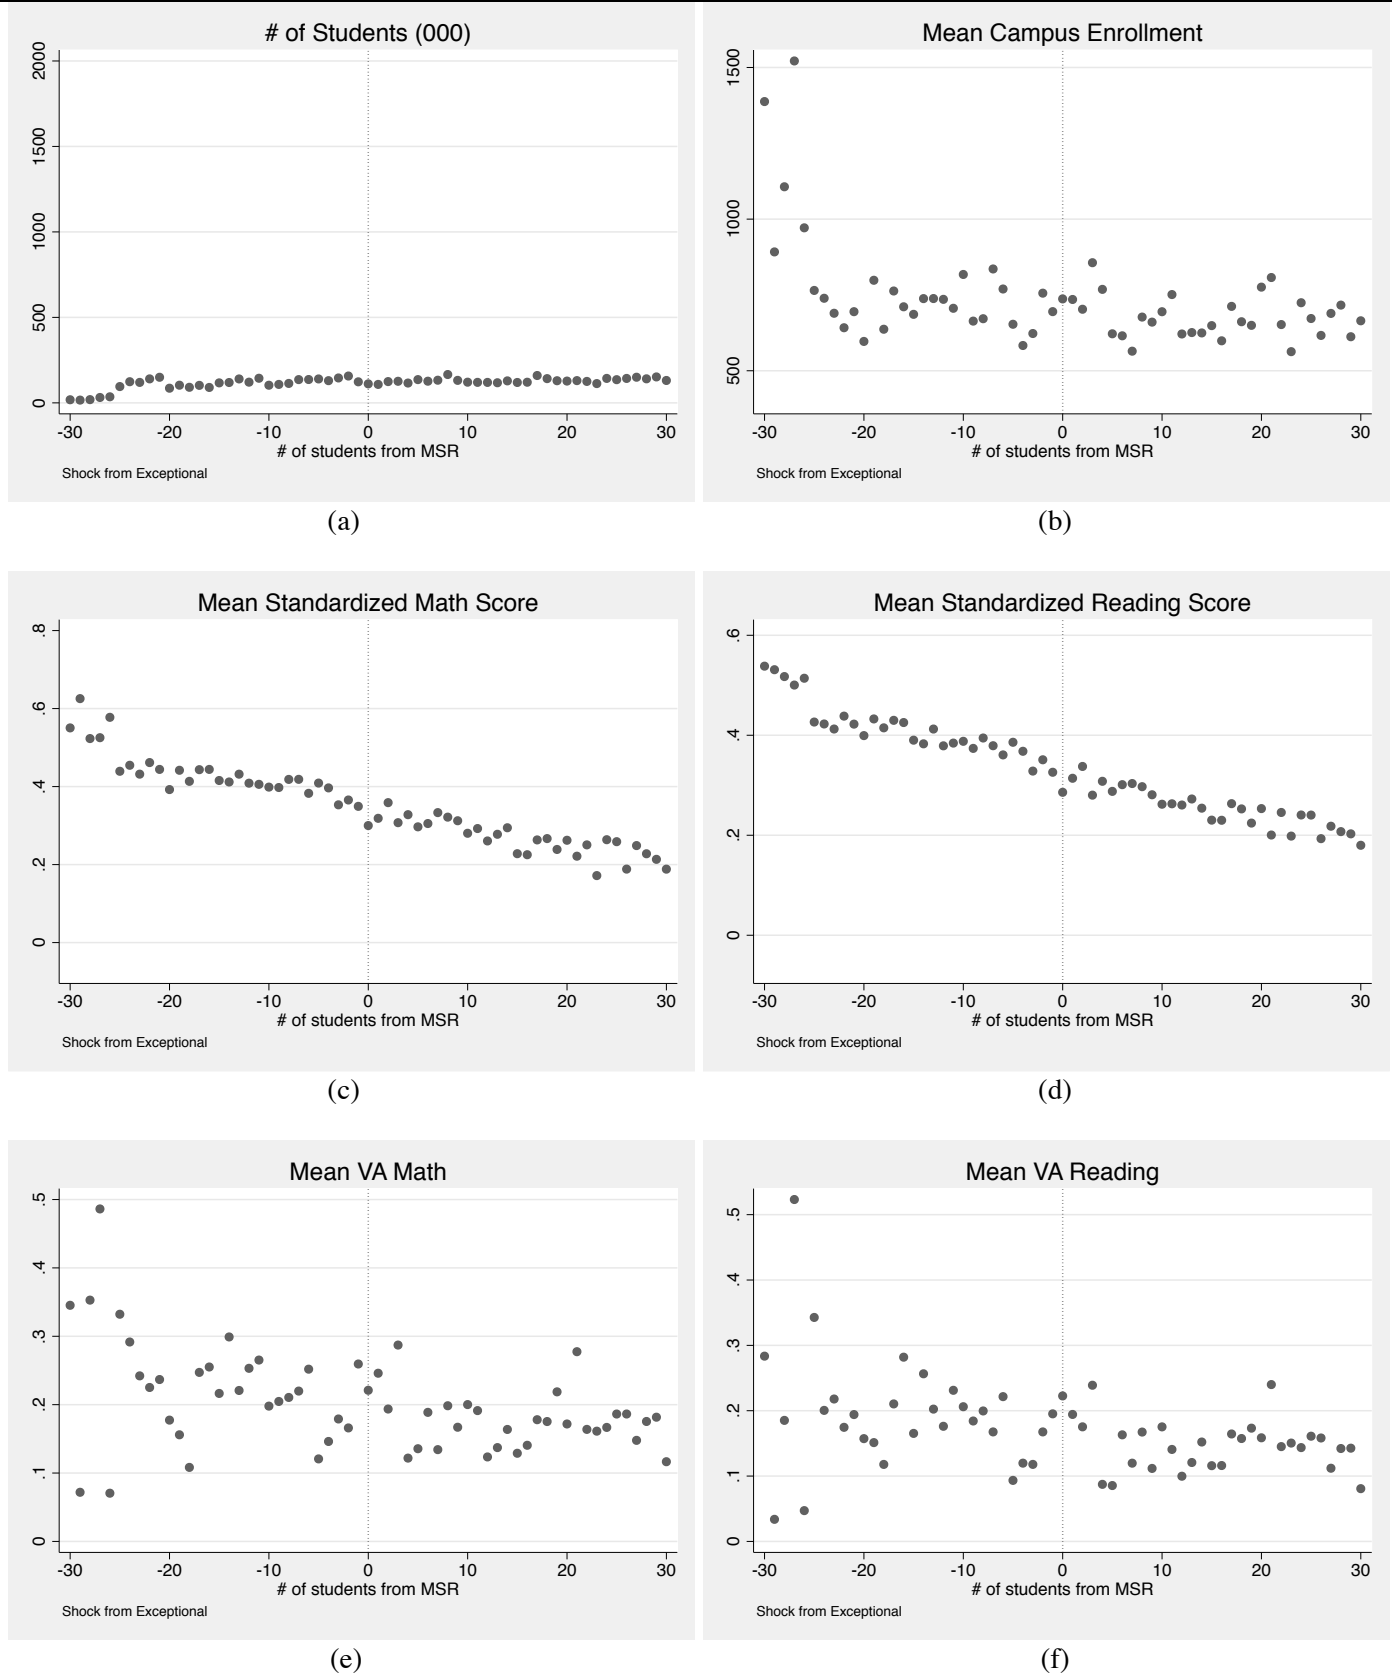 # of Students (000)
2000
1500
1000
500
0
-30 -20 -10 0 10 20 30
# of students from MSR
Shock from Exceptional
(a)
Mean Campus Enrollment
1500
1000
500
-30 -20 -10 0 10 20 30
# of students from MSR
Shock from Exceptional
(b)
Mean Standardized Math Score
.8
.6
.4
.2
0
-30 -20 -10 0 10 20 30
# of students from MSR
Shock from Exceptional
(c)
Mean Standardized Reading Score
.6
.4
.2
0
-30 -20 -10 0 10 20 30
# of students from MSR
Shock from Exceptional
(d)
Mean VA Math
.5
.4
.3
.2
.1
0
-30 -20 -10 0 10 20 30
# of students from MSR
Shock from Exceptional
(e)
Mean VA Reading
.5
.4
.3
.2
.1
0
-30 -20 -10 0 10 20 30
# of students from MSR
Shock from Exceptional
(f)